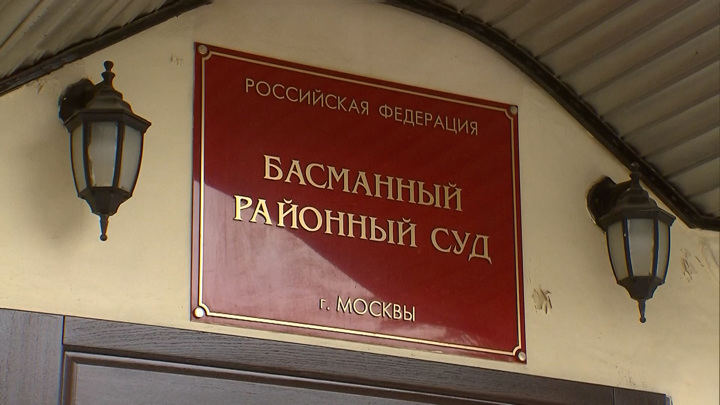 РОССИЙСКАЯ ФЕДЕРАЦИЯ
БАСМАННЫЙ
РАЙОННЫЙ СУД
г. МОСКВЫ